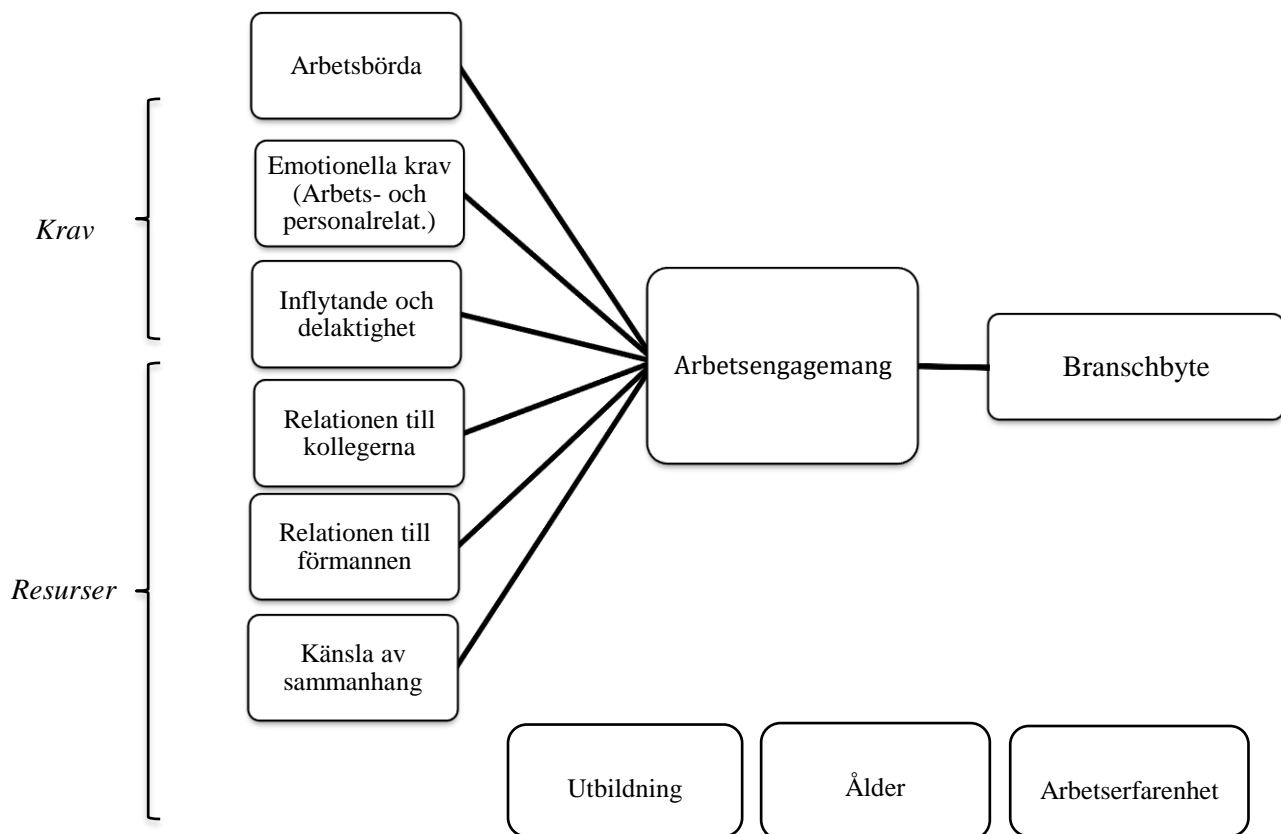 Arbetsbörda
Emotionella krav
(Arbets- och
personalrelat.)
Krav
Inflytande och
delaktighet
Arbetsengagemang
Branschbyte
Relationen till
kollegerna
Relationen till
förmannen
Resurser
Känsla av
sammanhang
Utbildning
Ålder
Arbetserfarenhet